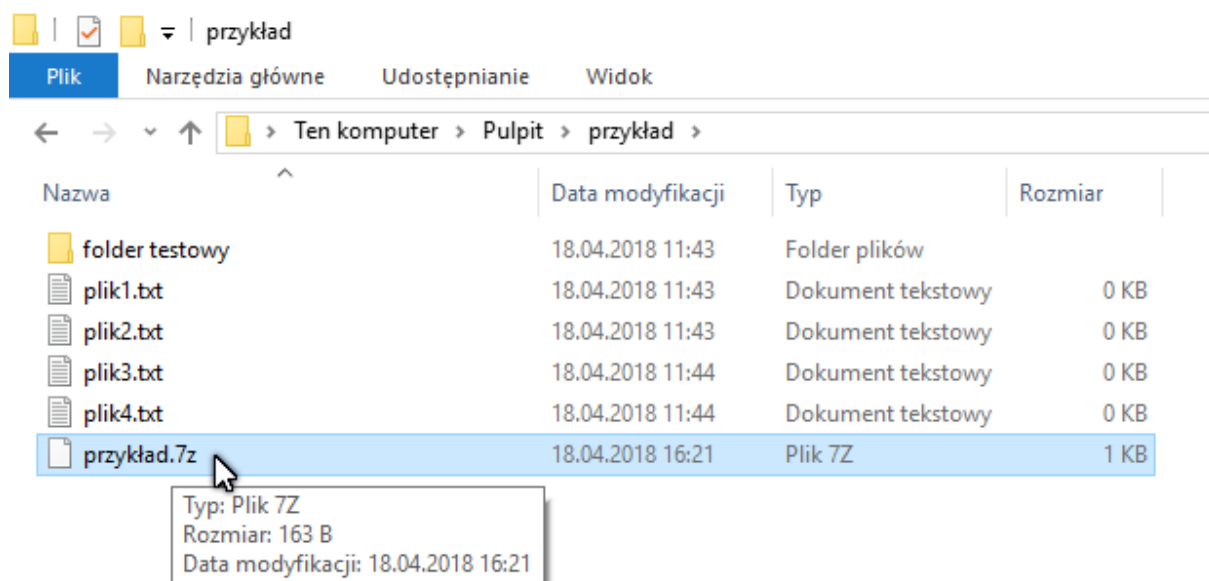 przykład
Plik Narzędzia główne Udostępnianie Widok
Ten komputer > Pulpit > przykład >
Nazwa Data modyfikacji Typ Rozmiar
folder testowy 18.04.2018 11:43 Folder plików
plik1.txt 18.04.2018 11:43 Dokument tekstowy 0 KB
plik2.txt 18.04.2018 11:43 Dokument tekstowy 0 KB
plik3.txt 18.04.2018 11:44 Dokument tekstowy 0 KB
plik4.txt 18.04.2018 11:44 Dokument tekstowy 0 KB
przykład.7z 18.04.2018 16:21 Plik 7Z 1 KB
Typ: Plik 7Z
Rozmiar: 163 B
Data modyfikacji: 18.04.2018 16:21